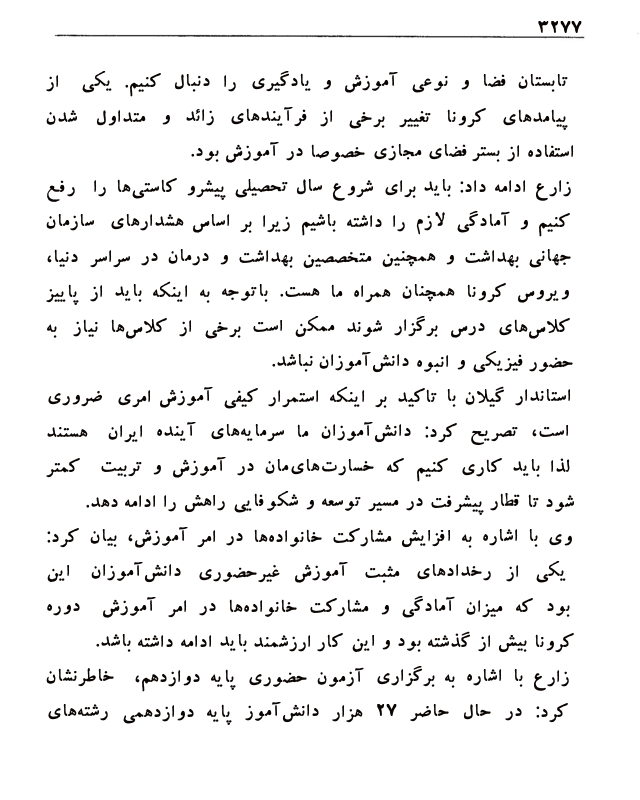 ۳۲۷۷
تابستان فضا و نوعی آموزش و یادگیری را دنبال کنیم. یکی از
پیامدهای کرونا تغییر برخی از فرآیندهای زائد و متداول شدن
استفاده از بستر فضای مجازی خصوصا در آموزش بود.
زارع ادامه داد: باید برای شروع سال تحصیلی پیشرو کاستی‌ها را رفع
کنیم و آمادگی لازم را داشته باشیم زیرا بر اساس هشدارهای سازمان
جهانی بهداشت و همچنین متخصصین بهداشت و درمان در سراسر دنیا،
ویروس کرونا همچنان همراه ما هست. باتوجه به اینکه باید از پاییز
کلاس‌های درس برگزار شوند ممکن است برخی از کلاس‌ها نیاز به
حضور فیزیکی و انبوه دانش‌آموزان نباشد.
استاندار گیلان با تاکید بر اینکه استمرار کیفی آموزش امری ضروری
است، تصریح کرد: دانش‌آموزان ما سرمایه‌های آینده ایران هستند
لذا باید کاری کنیم که خسارت‌های‌مان در آموزش و تربیت کمتر
شود تا قطار پیشرفت در مسیر توسعه و شکوفایی راهش را ادامه دهد.
وی با اشاره به افزایش مشارکت خانواده‌ها در امر آموزش، بیان کرد:
یکی از رخدادهای مثبت آموزش غیرحضوری دانش‌آموزان این
بود که میزان آمادگی و مشارکت خانواده‌ها در امر آموزش دوره
کرونا بیش از گذشته بود و این کار ارزشمند باید ادامه داشته باشد.
زارع با اشاره به برگزاری آزمون حضوری پایه دوازدهم، خاطرنشان
کرد: در حال حاضر ۲۷ هزار دانش‌آموز پایه دوازدهمی رشته‌های